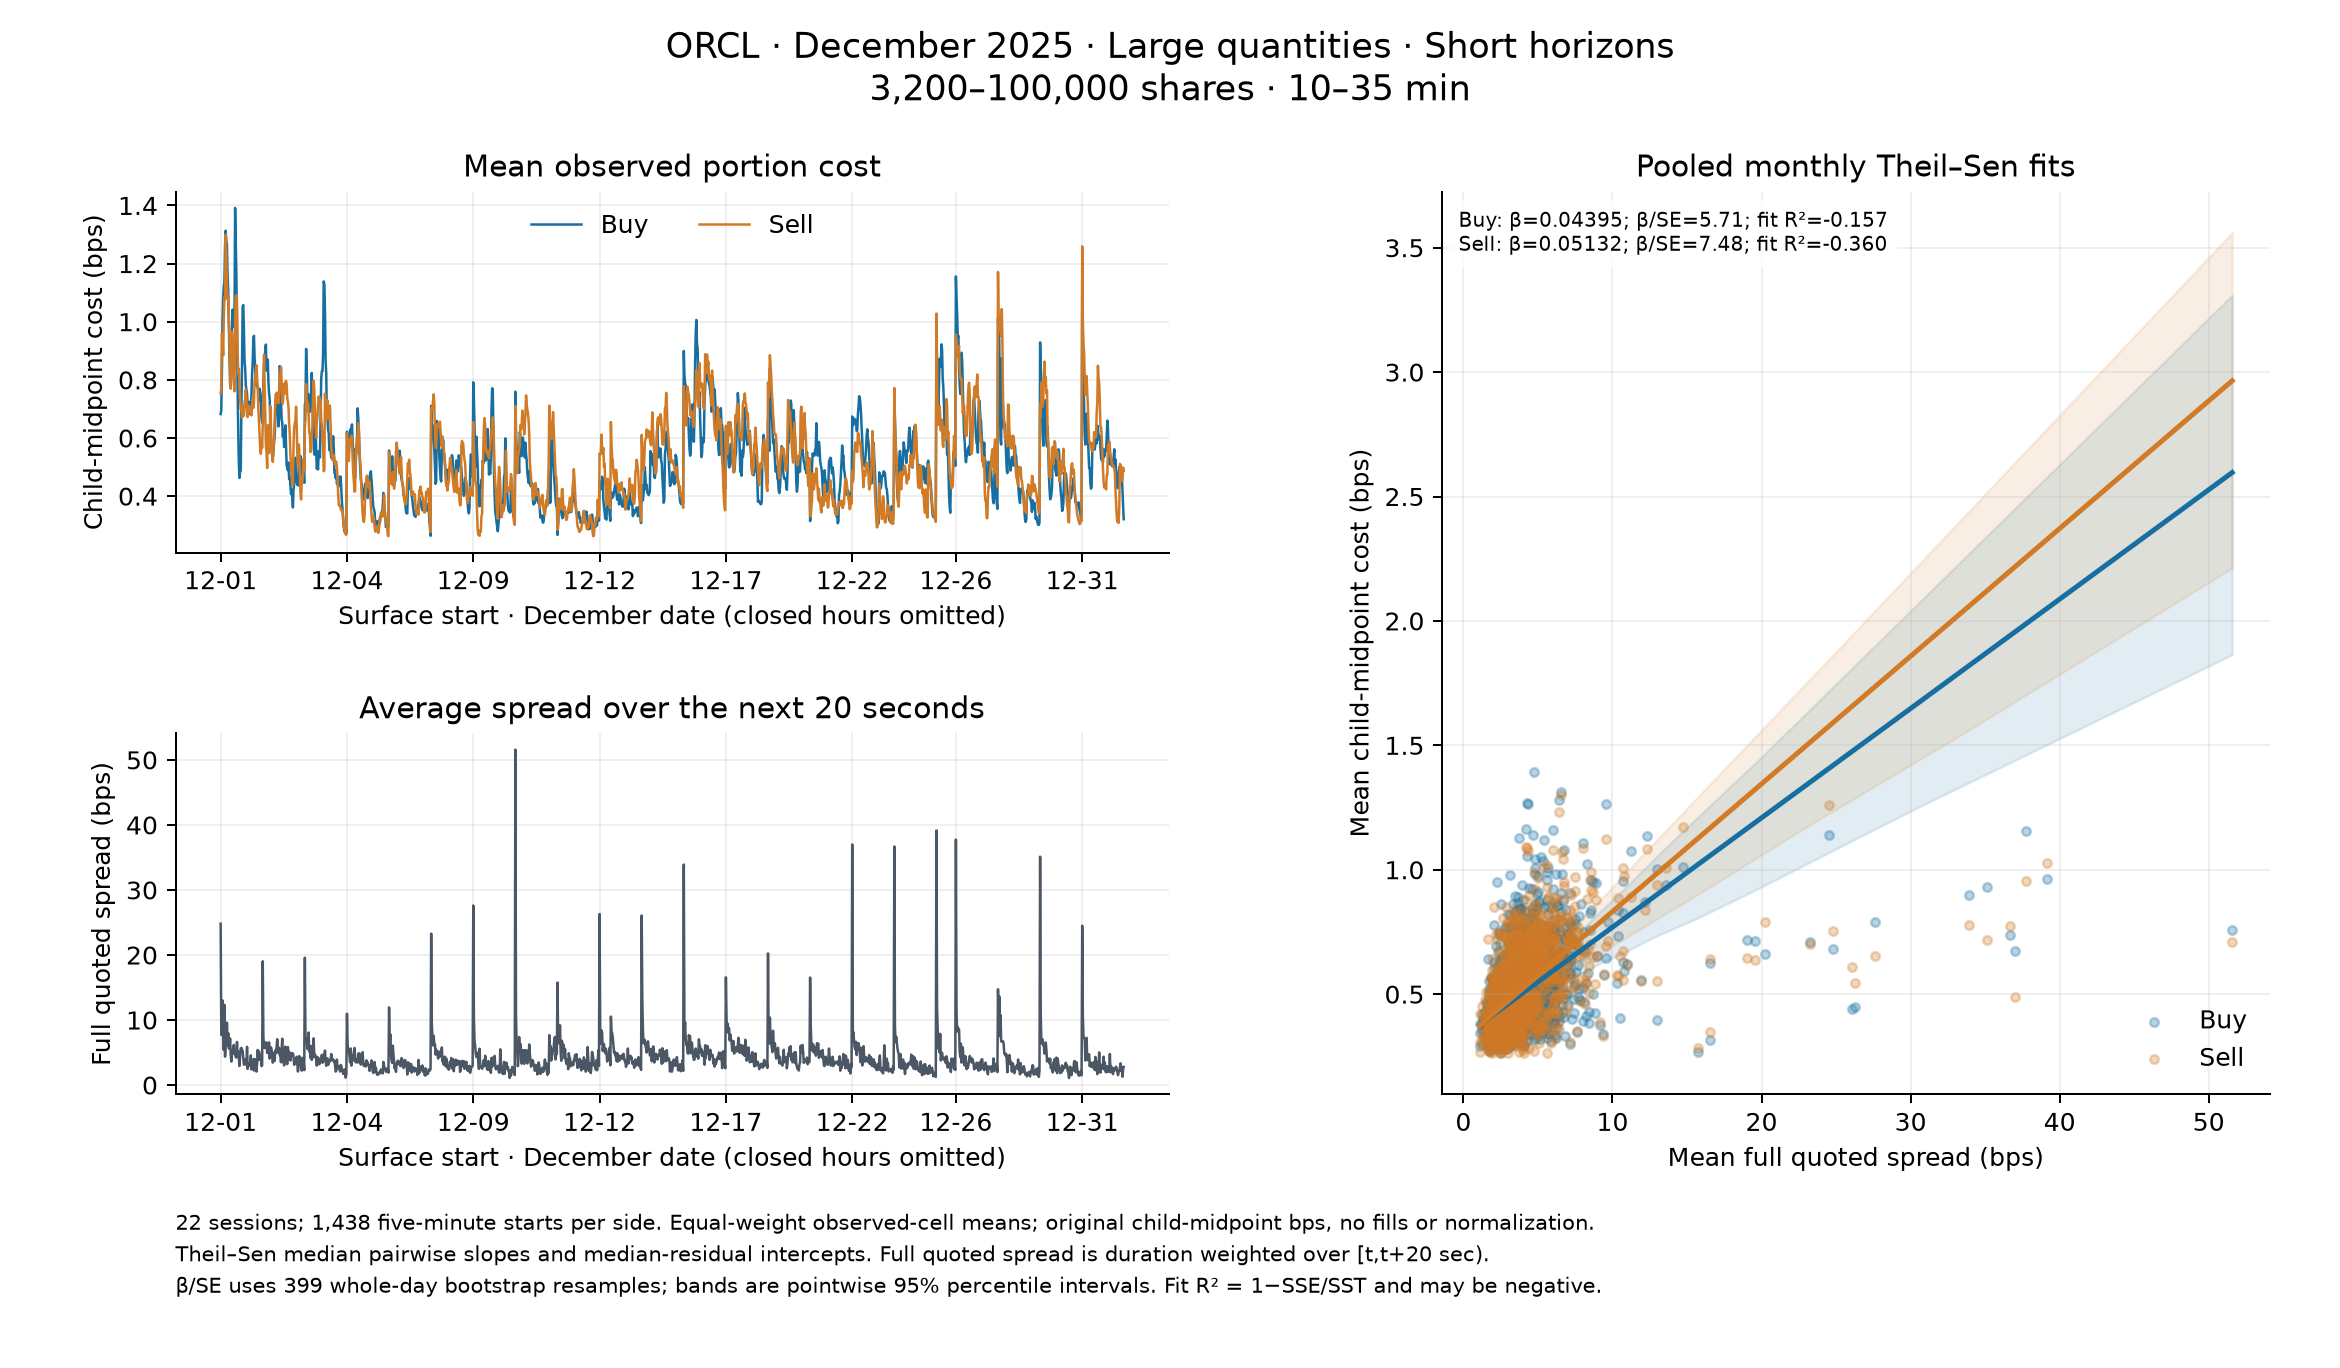 ORCL · December 2025 · Large quantities · Short horizons
3,200–100,000 shares · 10–35 min
Mean observed portion cost
Child-midpoint cost (bps)
1.4
1.2
1.0
0.8
0.6
0.4
Buy
Sell
12-01
12-04
12-09
12-12
12-17
12-22
12-26
12-31
Surface start · December date (closed hours omitted)
Average spread over the next 20 seconds
Full quoted spread (bps)
50
40
30
20
10
0
12-01
12-04
12-09
12-12
12-17
12-22
12-26
12-31
Surface start · December date (closed hours omitted)
Pooled monthly Theil–Sen fits
Buy: β=0.04395; β/SE=5.71; fit R²=-0.157
Sell: β=0.05132; β/SE=7.48; fit R²=-0.360
Mean child-midpoint cost (bps)
3.5
3.0
2.5
2.0
1.5
1.0
0.5
Buy
Sell
0
10
20
30
40
50
Mean full quoted spread (bps)
22 sessions; 1,438 five-minute starts per side. Equal-weight observed-cell means; original child-midpoint bps, no fills or normalization.
Theil–Sen median pairwise slopes and median-residual intercepts. Full quoted spread is duration weighted over [t,t+20 sec).
β/SE uses 399 whole-day bootstrap resamples; bands are pointwise 95% percentile intervals. Fit R² = 1−SSE/SST and may be negative.